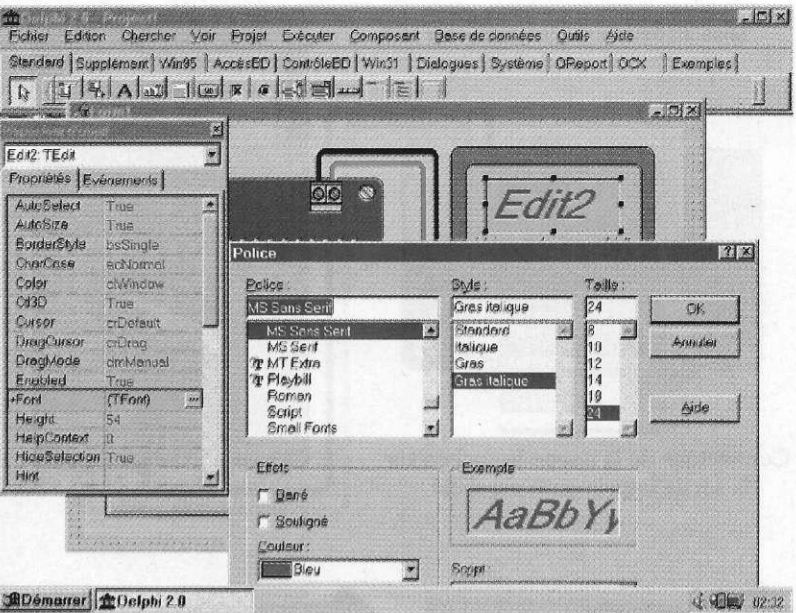 Delphi 2.0 - Project1
Fichier Edition Chercher Voir Projet Exécuter Composant Base de données Outils Aide
Standard Supplément Win95 AccèsBD ContrôleBD Win31 Dialogues Système QReport OCX Exemples
Form1
Edit2: TEdit
Propriétés Evénements
AutoSelect True
AutoSize True
BorderStyle bsSingle
CharCase ecNormal
Color clWindow
Ctl3D True
Cursor crDefault
DragCursor crDrag
DragMode dmManual
Enabled True
+Font (TFont)
Height 54
HelpContext 0
HideSelection True
Hint
Edit2
Police
Police :
MS Sans Serif
MS Sans Serif
MS Serif
MT Extra
Playbill
Roman
Script
Small Fonts
Style :
Gras italique
Standard
Italique
Gras
Gras italique
Taille :
24
8
10
12
14
18
24
OK
Annuler
Aide
Effets
Barré
Souligné
Couleur :
Bleu
Exemple
AaBbYy
Script :
Démarrer Delphi 2.0 02:32